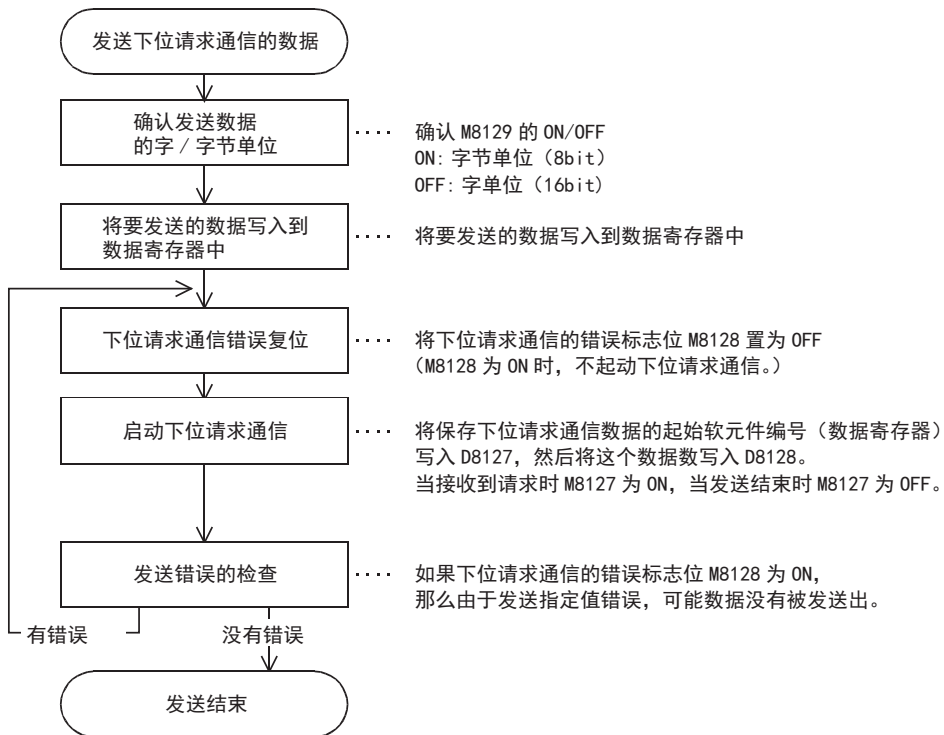 发送下位请求通信的数据
确认发送数据
的字 / 字节单位
···· 确认 M8129 的 ON/OFF
ON: 字节单位（8bit）
OFF: 字单位（16bit）
将要发送的数据写入到
数据寄存器中
···· 将要发送的数据写入到数据寄存器中
下位请求通信错误复位
···· 将下位请求通信的错误标志位 M8128 置为 OFF
（M8128 为 ON 时，不起动下位请求通信。）
启动下位请求通信
···· 将保存下位请求通信数据的起始软元件编号（数据寄存器）
写入 D8127，然后将这个数据数写入 D8128。
当接收到请求时 M8127 为 ON，当发送结束时 M8127 为 OFF。
发送错误的检查
···· 如果下位请求通信的错误标志位 M8128 为 ON，
那么由于发送指定值错误，可能数据没有被发送出。
有错误
没有错误
发送结束